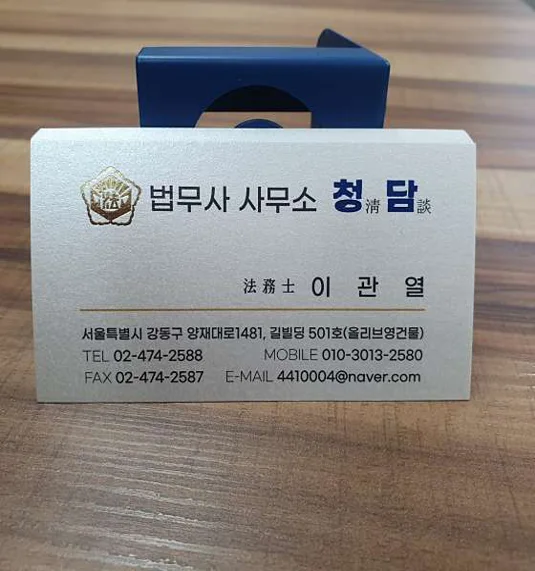 법무사 사무소 청淸담談
法務士 이 관 열
서울특별시 강동구 양재대로1481, 길빌딩 501호(올리브영건물)
TEL 02-474-2588 MOBILE 010-3013-2580
FAX 02-474-2587 E-MAIL 4410004@naver.com